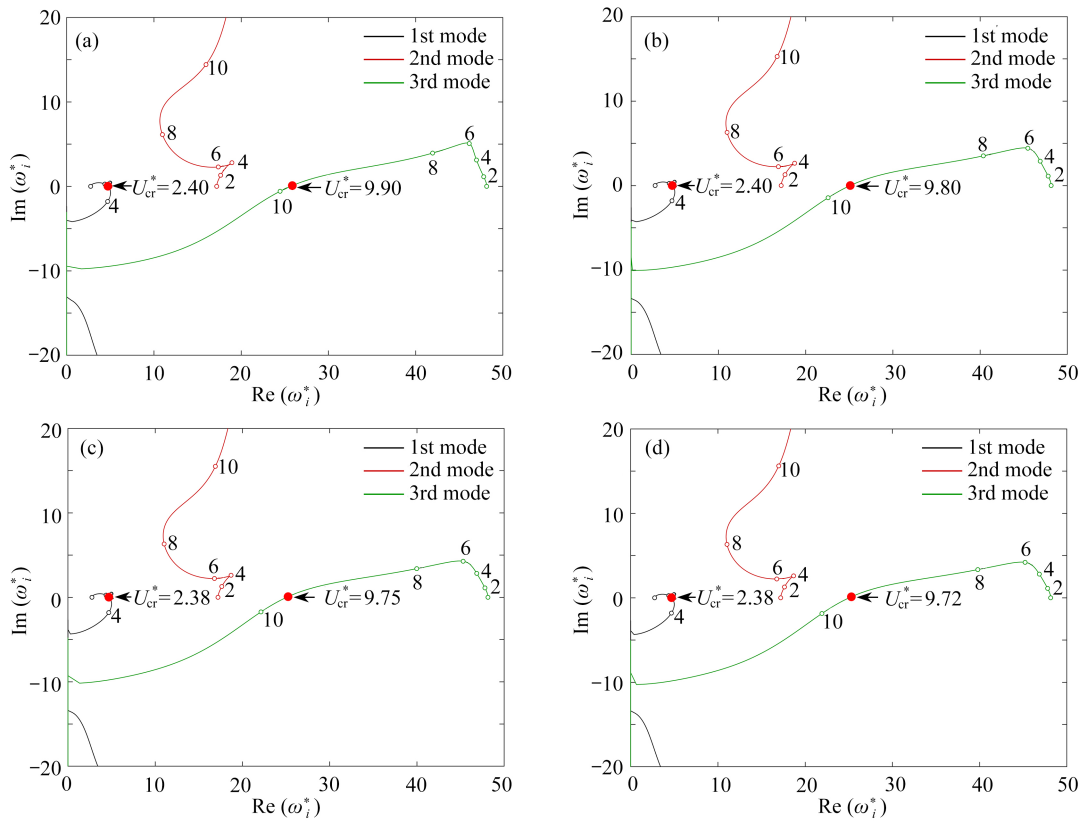 (a)
1st mode
2nd mode
3rd mode
20
10
0
−10
−20
10
8
6
4
2
4
U*cr=2.40
8
6
4
2
10
U*cr=9.90
0
10
20
30
40
50
Im (ω*i)
Re (ω*i)
(b)
1st mode
2nd mode
3rd mode
20
10
0
−10
−20
10
8
6
4
2
4
U*cr=2.40
8
6
4
2
10
U*cr=9.80
0
10
20
30
40
50
Im (ω*i)
Re (ω*i)
(c)
1st mode
2nd mode
3rd mode
20
10
0
−10
−20
10
8
6
4
2
4
U*cr=2.38
8
6
4
2
10
U*cr=9.75
0
10
20
30
40
50
Im (ω*i)
Re (ω*i)
(d)
1st mode
2nd mode
3rd mode
20
10
0
−10
−20
10
8
6
4
2
4
U*cr=2.38
8
6
4
2
10
U*cr=9.72
0
10
20
30
40
50
Im (ω*i)
Re (ω*i)